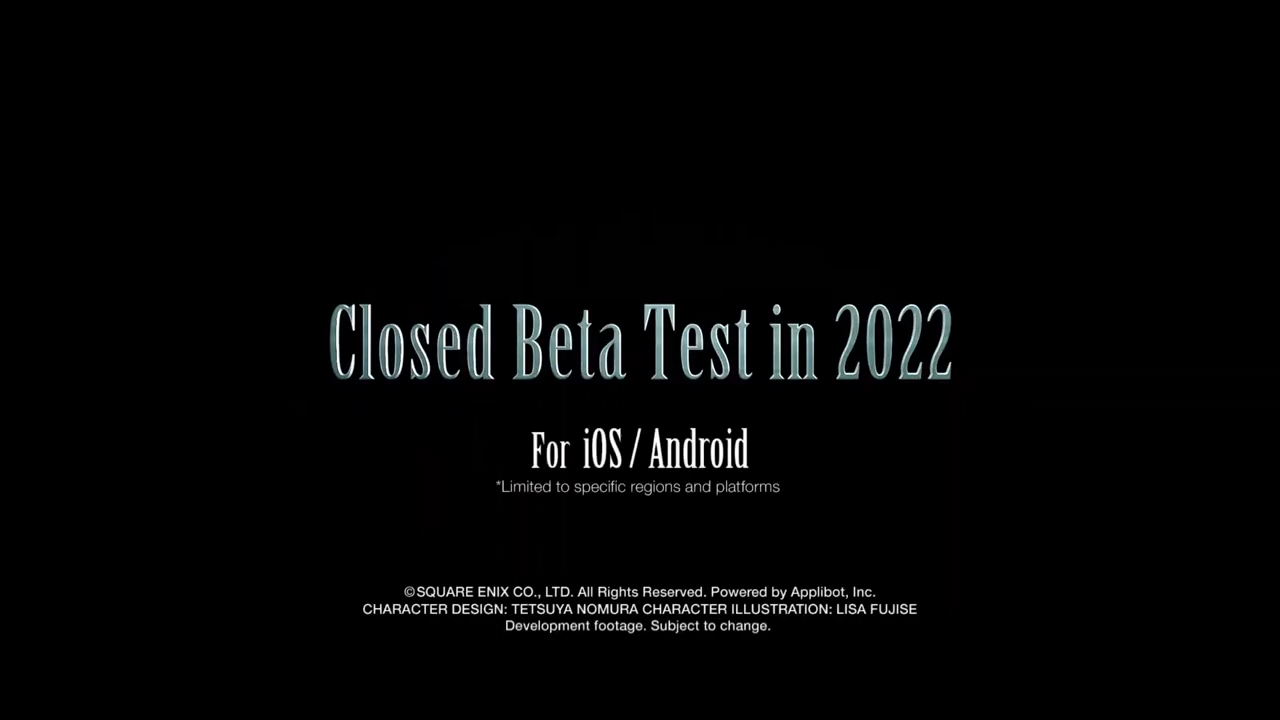 Closed Beta Test in 2022
For iOS / Android
*Limited to specific regions and platforms
©SQUARE ENIX CO., LTD. All Rights Reserved. Powered by Applibot, Inc.
CHARACTER DESIGN: TETSUYA NOMURA CHARACTER ILLUSTRATION: LISA FUJISE
Development footage. Subject to change.